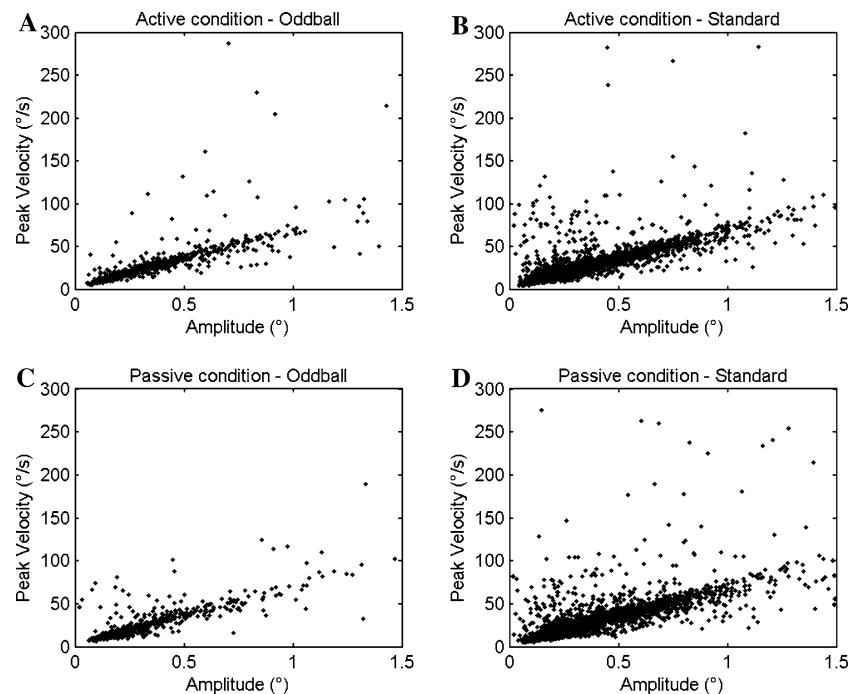 A Active condition - Oddball
300
250
200
150
100
50
0
Peak Velocity (°/s)
0 0.5 1 1.5
Amplitude (°)
B Active condition - Standard
300
250
200
150
100
50
0
Peak Velocity (°/s)
0 0.5 1 1.5
Amplitude (°)
C Passive condition - Oddball
300
250
200
150
100
50
0
Peak Velocity (°/s)
0 0.5 1 1.5
Amplitude (°)
D Passive condition - Standard
300
250
200
150
100
50
0
Peak Velocity (°/s)
0 0.5 1 1.5
Amplitude (°)